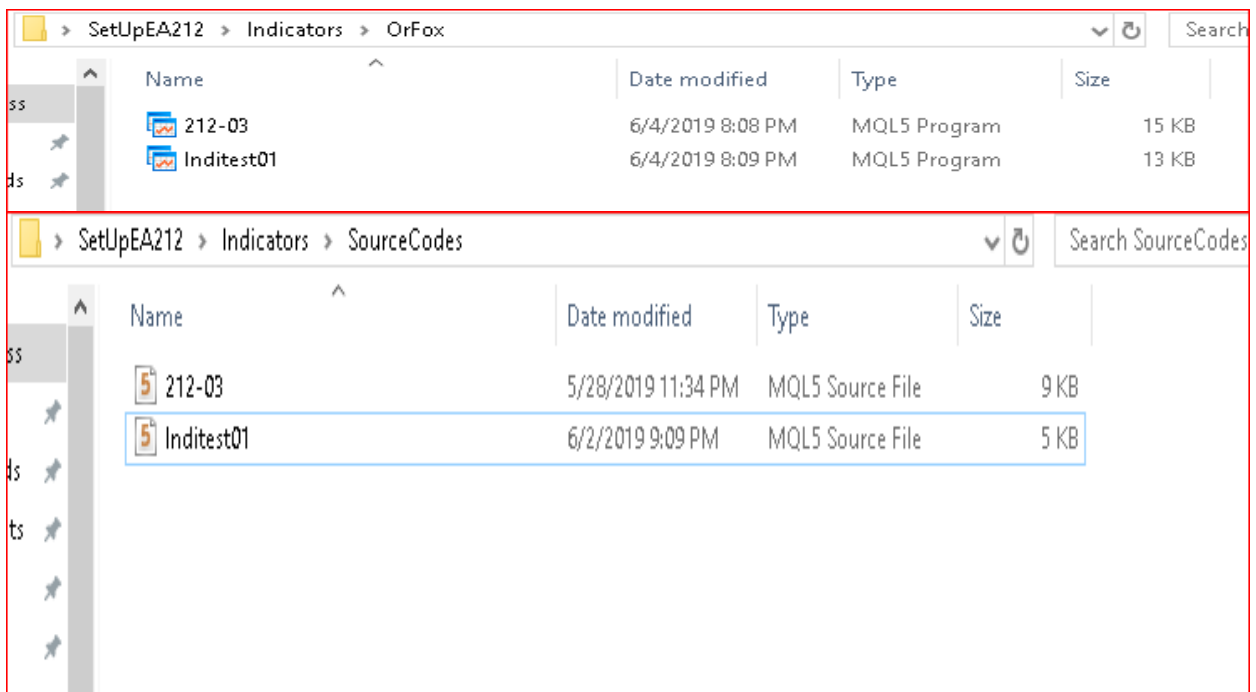 > SetUpEA212 > Indicators > OrFox Search
Name Date modified Type Size
ss
212-03 6/4/2019 8:08 PM MQL5 Program 15 KB
Inditest01 6/4/2019 8:09 PM MQL5 Program 13 KB
ds
> SetUpEA212 > Indicators > SourceCodes Search SourceCodes
Name Date modified Type Size
ss
5 212-03 5/28/2019 11:34 PM MQL5 Source File 9 KB
5 Inditest01 6/2/2019 9:09 PM MQL5 Source File 5 KB
ds
ts